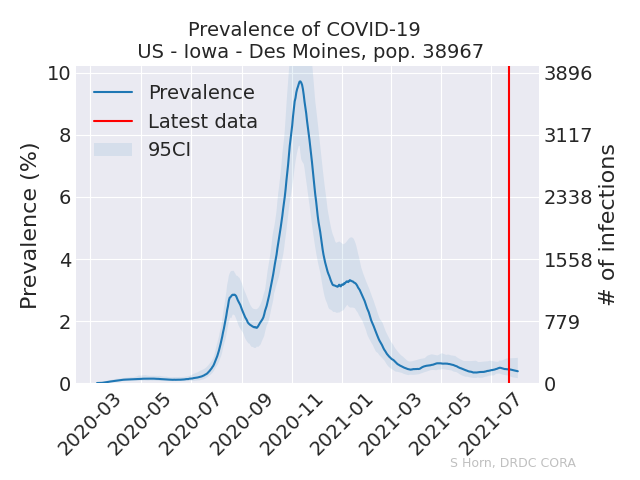 Prevalence of COVID-19
US - Iowa - Des Moines, pop. 38967
Prevalence
Latest data
95CI
Prevalence (%)
10
8
6
4
2
0
3896
3117
2338
1558
779
0
# of infections
2020-03
2020-05
2020-07
2020-09
2020-11
2021-01
2021-03
2021-05
2021-07
S Horn, DRDC CORA